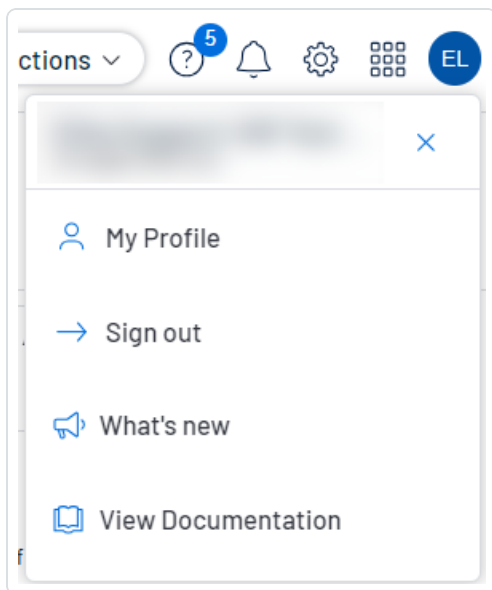 ctions
5
?
EL
My Profile
Sign out
What's new
View Documentation
f